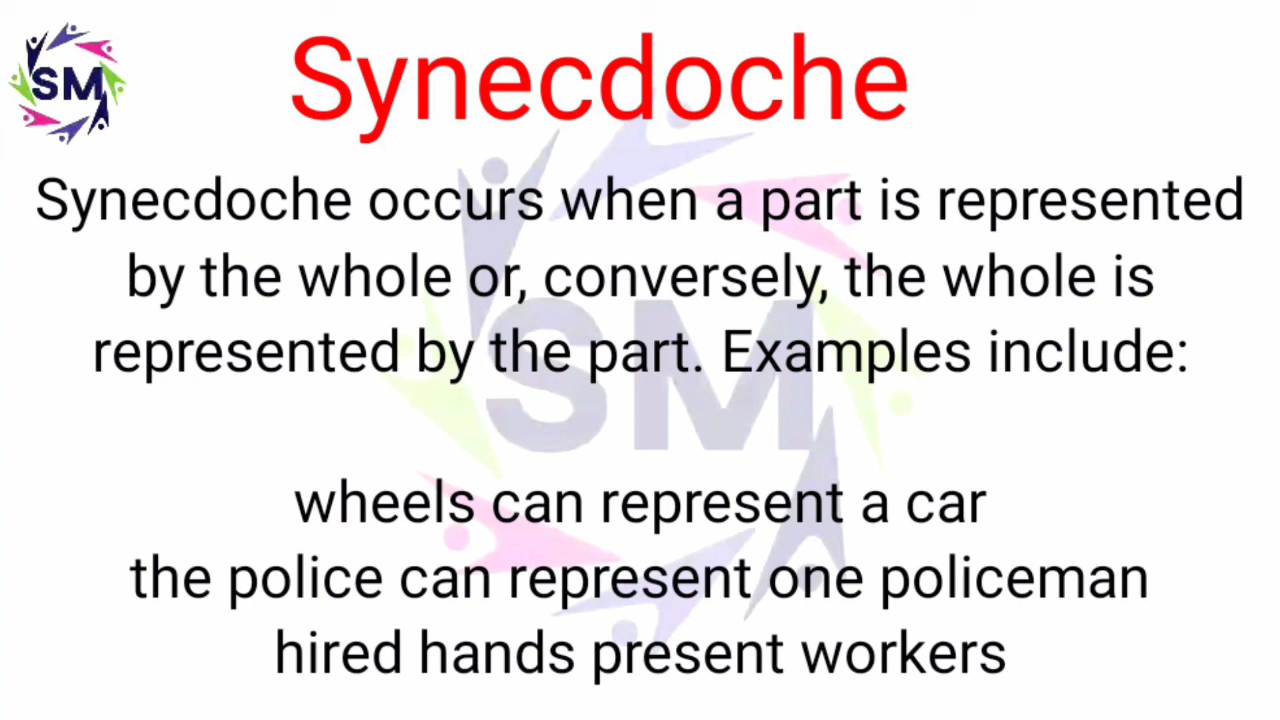 SM
Synecdoche
Synecdoche occurs when a part is represented
by the whole or, conversely, the whole is
represented by the part. Examples include:
SM
wheels can represent a car
the police can represent one policeman
hired hands present workers